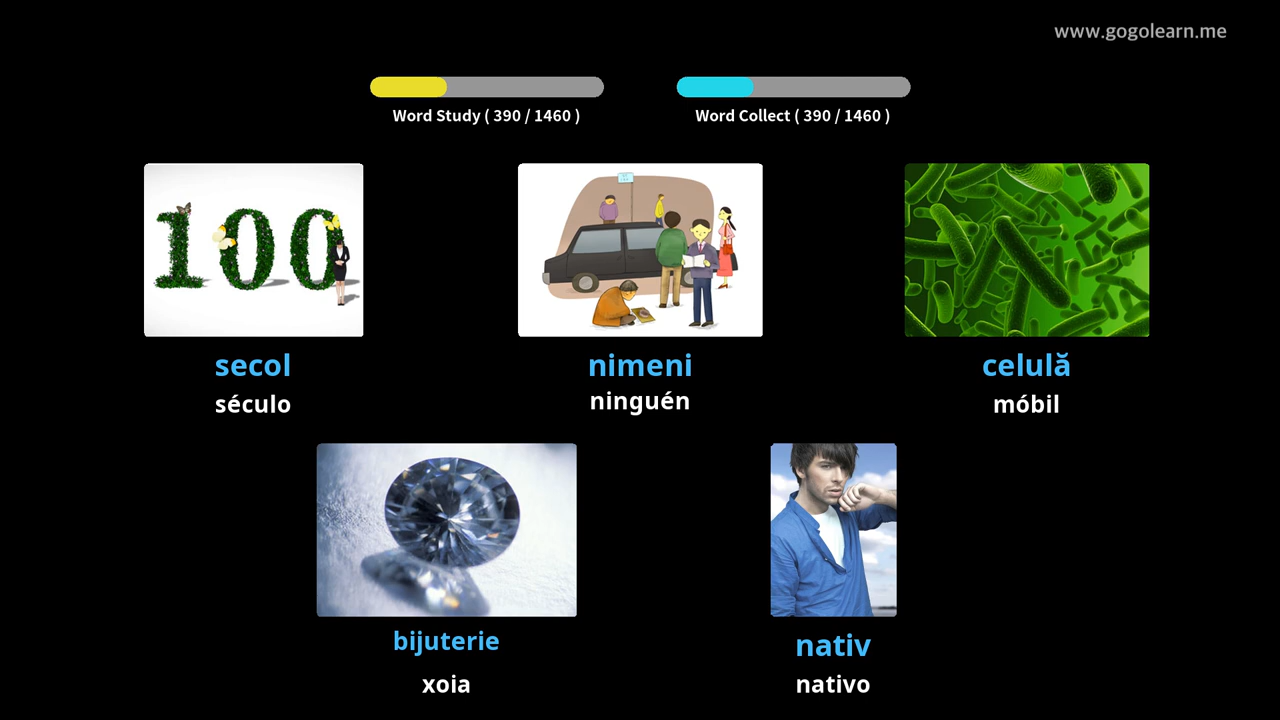 www.gogolearn.me
Word Study ( 390 / 1460 )
Word Collect ( 390 / 1460 )
100
secol
século
nimeni
ninguén
celulă
móbil
bijuterie
xoia
nativ
nativo